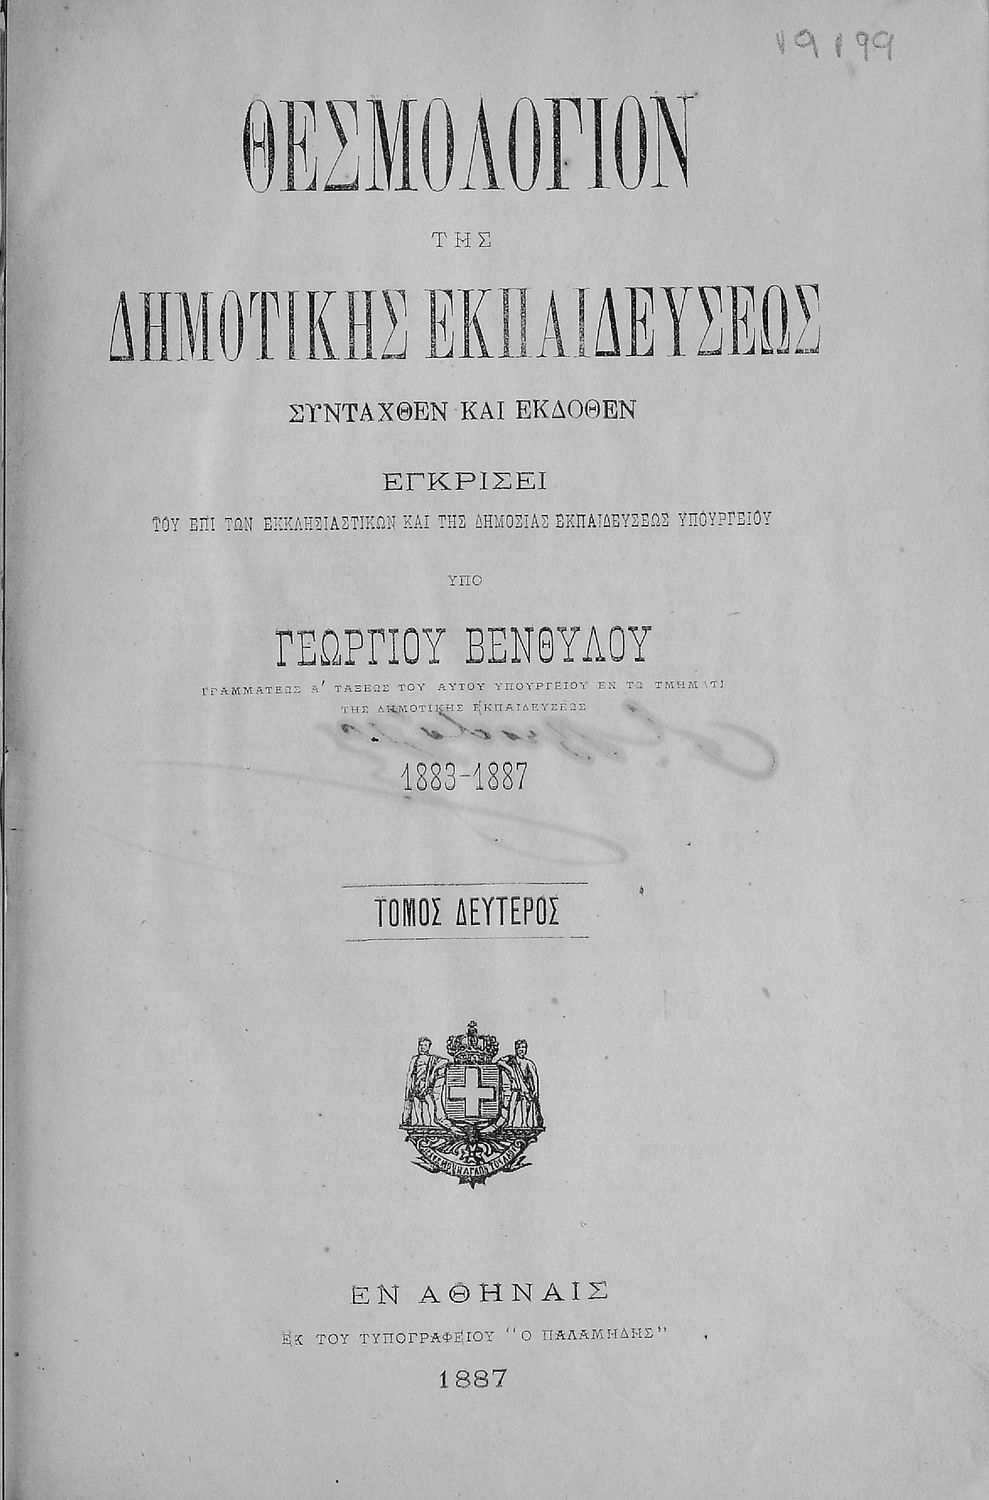 ΘΕΣΜΟΛΟΓΙΟΝ
ΤΗΣ
ΔΗΜΟΤΙΚΗΣ ΕΚΠΑΙΔΕΥΣΕΩΣ
ΣΥΝΤΑΧΘΕΝ ΚΑΙ ΕΚΔΟΘΕΝ
ΕΓΚΡΙΣΕΙ
ΤΟΥ ΕΠΙ ΤΩΝ ΕΚΚΛΗΣΙΑΣΤΙΚΩΝ ΚΑΙ ΤΗΣ ΔΗΜΟΣΙΑΣ ΕΚΠΑΙΔΕΥΣΕΩΣ ΥΠΟΥΡΓΕΙΟΥ
ΥΠΟ
ΓΕΩΡΓΙΟΥ ΒΕΝΘΥΛΟΥ
ΓΡΑΜΜΑΤΕΩΣ Α′ ΤΑΞΕΩΣ ΤΟΥ ΑΥΤΟΥ ΥΠΟΥΡΓΕΙΟΥ ΕΝ ΤΩ ΤΜΗΜΑΤΙ
ΤΗΣ ΔΗΜΟΤΙΚΗΣ ΕΚΠΑΙΔΕΥΣΕΩΣ
1883-1887
ΤΟΜΟΣ ΔΕΥΤΕΡΟΣ
ΕΝ ΑΘΗΝΑΙΣ
ΕΚ ΤΟΥ ΤΥΠΟΓΡΑΦΕΙΟΥ "Ο ΠΑΛΑΜΗΔΗΣ"
1887